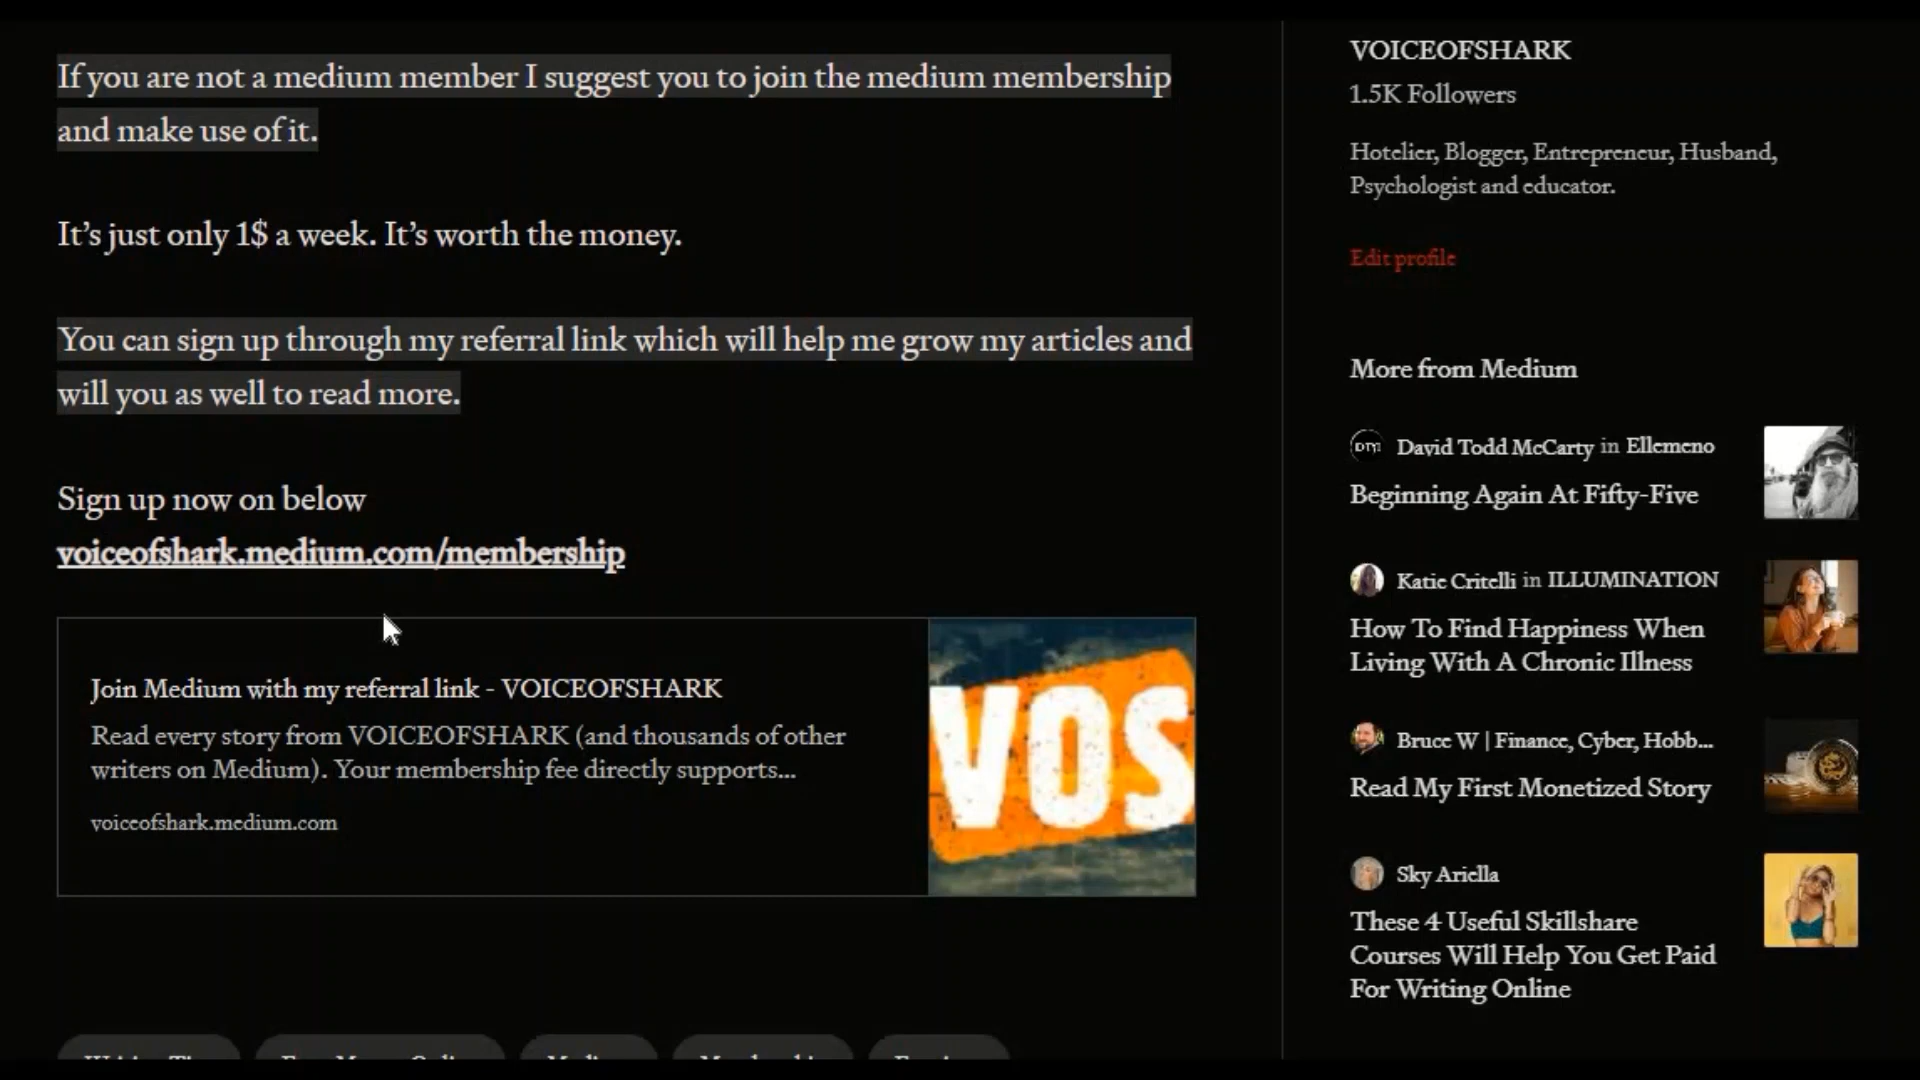 If you are not a medium member I suggest you to join the medium membership
and make use of it.
It's just only 1$ a week. It's worth the money.
You can sign up through my referral link which will help me grow my articles and
will you as well to read more.
Sign up now on below
voiceofshark.medium.com/membership
Join Medium with my referral link - VOICEOFSHARK
Read every story from VOICEOFSHARK (and thousands of other
writers on Medium). Your membership fee directly supports...
voiceofshark.medium.com
VOS
VOICEOFSHARK
1.5K Followers
Hotelier, Blogger, Entrepreneur, Husband,
Psychologist and educator.
Edit profile
More from Medium
DTM
David Todd McCarty in Ellemeno
Beginning Again At Fifty-Five
Katie Critelli in ILLUMINATION
How To Find Happiness When
Living With A Chronic Illness
Bruce W | Finance, Cyber, Hobb...
Read My First Monetized Story
Sky Ariella
These 4 Useful Skillshare
Courses Will Help You Get Paid
For Writing Online